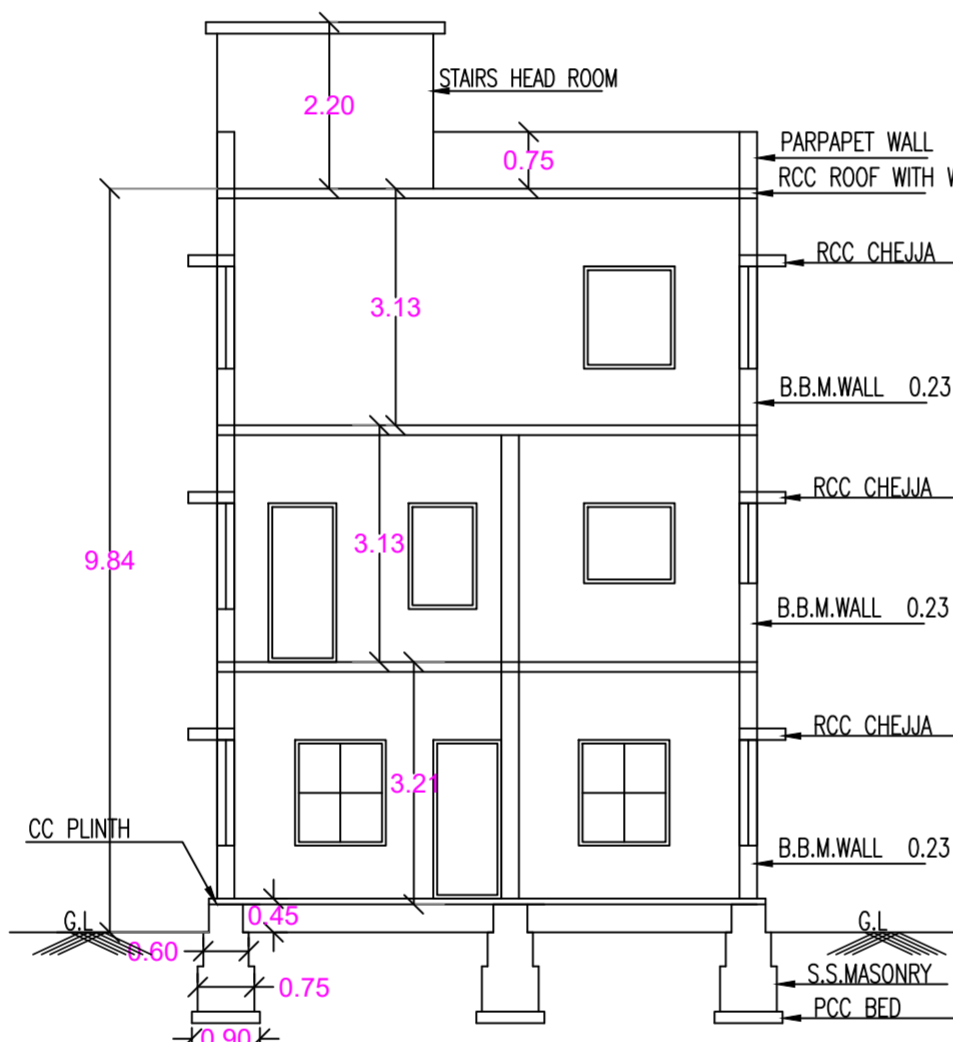 STAIRS HEAD ROOM
2.20
PARPAPET WALL
0.75
RCC ROOF WITH W
RCC CHEJJA
3.13
B.B.M.WALL 0.23
RCC CHEJJA
3.13
9.84
B.B.M.WALL 0.23
RCC CHEJJA
3.21
CC PLINTH
B.B.M.WALL 0.23
0.45
G.L
G.L
0.60
S.S.MASONRY
0.75
PCC BED
0.90